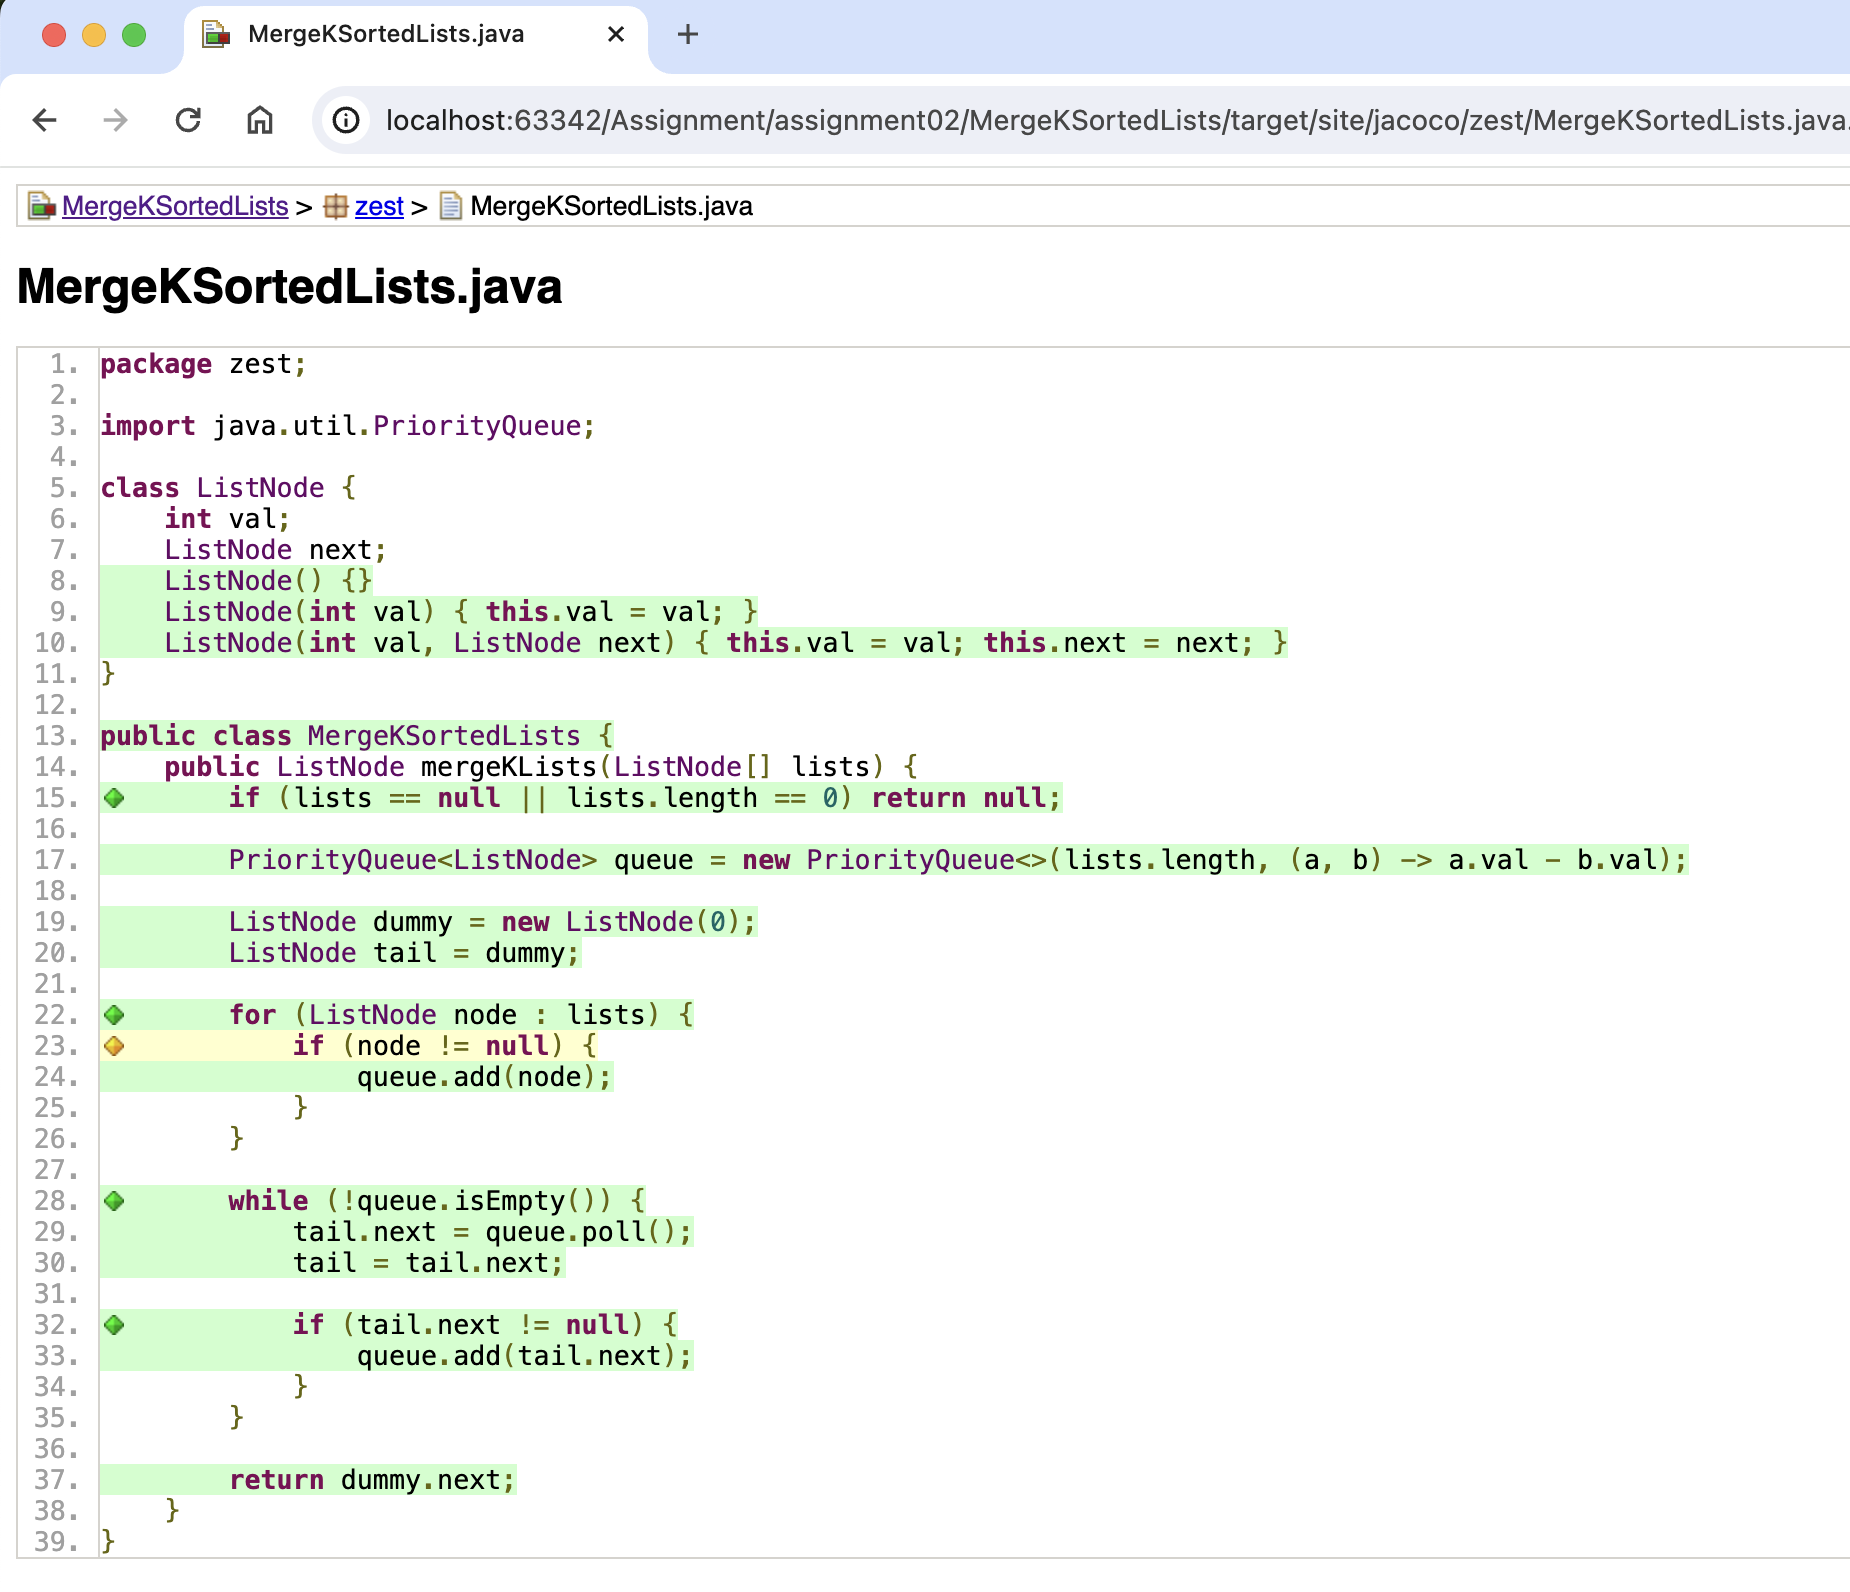 MergeKSortedLists.java
localhost:63342/Assignment/assignment02/MergeKSortedLists/target/site/jacoco/zest/MergeKSortedLists.java.
MergeKSortedLists > zest > MergeKSortedLists.java
MergeKSortedLists.java
1. package zest;
2.
3. import java.util.PriorityQueue;
4.
5. class ListNode {
6.     int val;
7.     ListNode next;
8.     ListNode() {}
9.     ListNode(int val) { this.val = val; }
10.     ListNode(int val, ListNode next) { this.val = val; this.next = next; }
11. }
12.
13. public class MergeKSortedLists {
14.     public ListNode mergeKLists(ListNode[] lists) {
15.         if (lists == null || lists.length == 0) return null;
16.
17.         PriorityQueue<ListNode> queue = new PriorityQueue<>(lists.length, (a, b) -> a.val - b.val);
18.
19.         ListNode dummy = new ListNode(0);
20.         ListNode tail = dummy;
21.
22.         for (ListNode node : lists) {
23.             if (node != null) {
24.                 queue.add(node);
25.             }
26.         }
27.
28.         while (!queue.isEmpty()) {
29.             tail.next = queue.poll();
30.             tail = tail.next;
31.
32.             if (tail.next != null) {
33.                 queue.add(tail.next);
34.             }
35.         }
36.
37.         return dummy.next;
38.     }
39. }